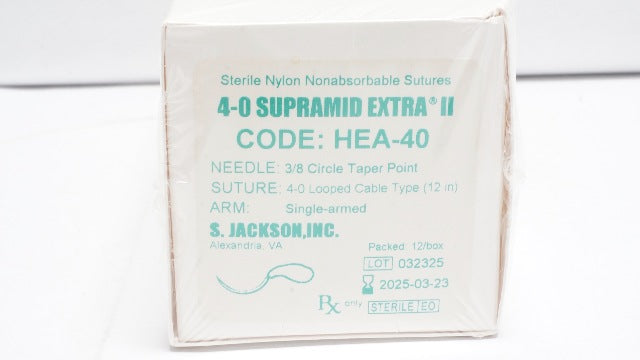 Sterile Nylon Nonabsorbable Sutures
4-0 SUPRAMID EXTRA® II
CODE: HEA-40
NEEDLE: 3/8 Circle Taper Point
SUTURE: 4-0 Looped Cable Type (12 in)
ARM: Single-armed
S. JACKSON,INC.
Alexandria, VA
Packed 12/box
LOT 032325
2025-03-23
Rx only STERILE EO